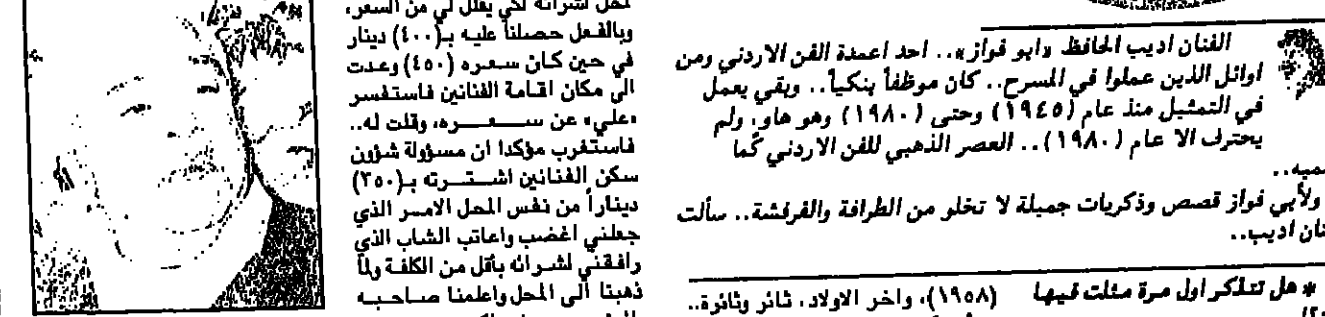 الفنان اديب الحافظ «ابو فواز».. احد اعمدة الفن الاردني ومن
اوائل الذين عملوا في المسرح.. كان موظفاً بنكياً.. وبقي يعمل
في التمثيل منذ عام (١٩٤٥) وحتى (١٩٨٠) وهو هاو، ولم
يحترف الا عام (١٩٨٠).. العصر الذهبي للفن الاردني كما
ولأبي فواز قصص وذكريات جميلة لا تخلو من الطرافة والفرفشة.. سألت
اديب..
* هل تتذكر اول مرة مثلت فيها
(١٩٥٨)، واخر الاولاد، ثائر وثائرة..
لمحل لشرائه لكي يقلل لي من السعر،
وبالفعل حصلنا عليه بـ(٤٠٠) دينار
في حين كان سعره (٤٥٠) وعدت
الى مكان اقامة الفنانين فاستفسر
«علي» عن سعره، وقلت له..
فاستغرب مؤكدا ان مسؤولة شؤون
سكن الفنانين اشترته بـ(٣٥٠)
ديناراً من نفس المحل الامر الذي
جعلني اغضب واعاتب الشاب الذي
رافقني لشرائه بأقل من الكلفة ولما
ذهبنا الى المحل واعلمنا صاحبه